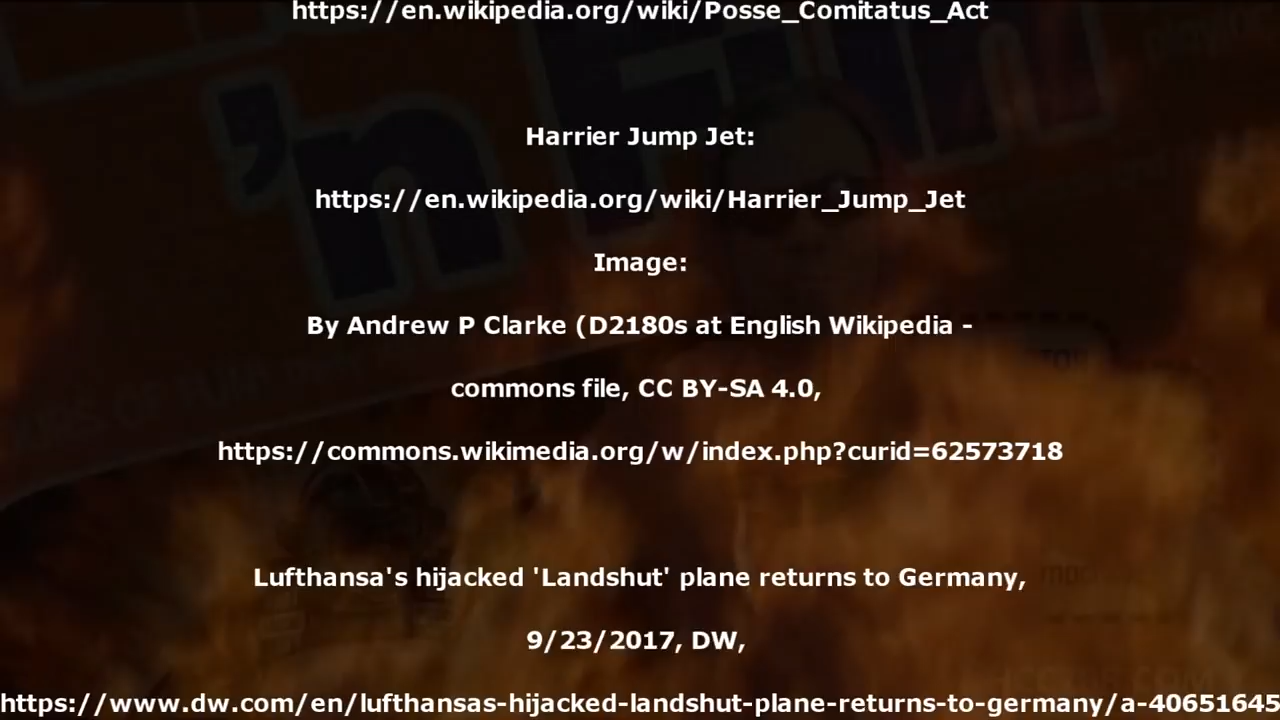 https://en.wikipedia.org/wiki/Posse_Comitatus_Act
Harrier Jump Jet:
https://en.wikipedia.org/wiki/Harrier_Jump_Jet
Image:
By Andrew P Clarke (D2180s at English Wikipedia -
commons file, CC BY-SA 4.0,
https://commons.wikimedia.org/w/index.php?curid=62573718
Lufthansa's hijacked 'Landshut' plane returns to Germany,
9/23/2017, DW,
https://www.dw.com/en/lufthansas-hijacked-landshut-plane-returns-to-germany/a-40651645